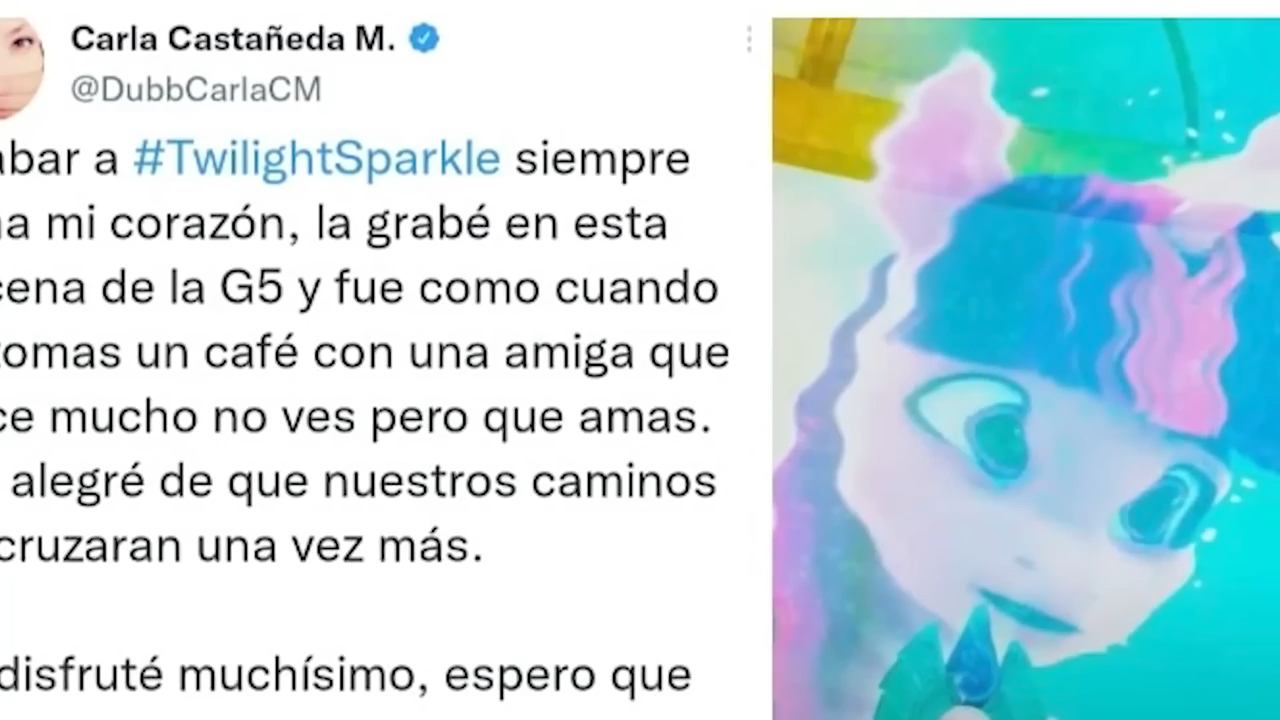 Carla Castañeda M.
@DubbCarlaCM
abar a #TwilightSparkle siempre
na mi corazón, la grabé en esta
cena de la G5 y fue como cuando
tomas un café con una amiga que
ce mucho no ves pero que amas.
alegré de que nuestros caminos
cruzaran una vez más.
disfruté muchísimo, espero que